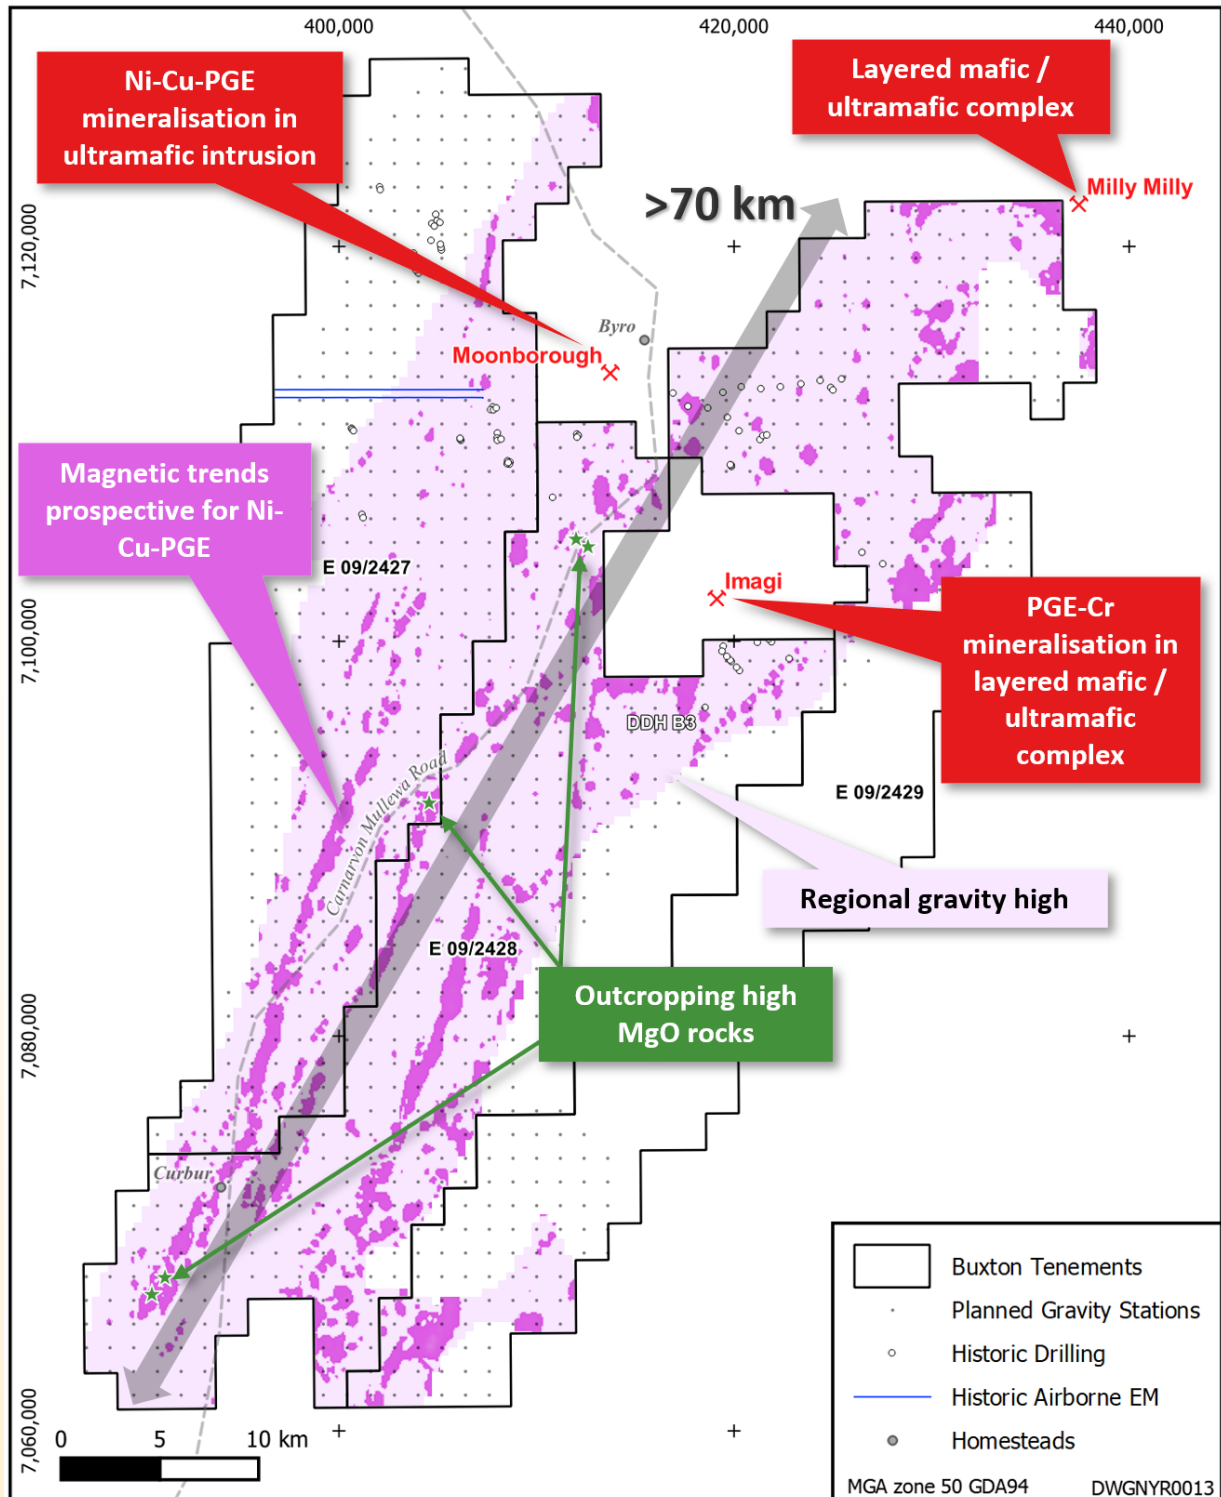 400,000
420,000
440,000
Ni-Cu-PGE
mineralisation in
ultramafic intrusion
Layered mafic /
ultramafic complex
Milly Milly
>70 km
7,120,000
Byro
Moonborough
Magnetic trends
prospective for Ni-
Cu-PGE
E 09/2427
Imagi
7,100,000
PGE-Cr
mineralisation in
layered mafic /
ultramafic
complex
DDH B3
Carnarvon Mullewa Road
E 09/2429
Regional gravity high
E 09/2428
Outcropping high
MgO rocks
7,080,000
Curbur
7,060,000
0 5 10 km
Buxton Tenements
Planned Gravity Stations
Historic Drilling
Historic Airborne EM
Homesteads
MGA zone 50 GDA94 DWGNYR0013